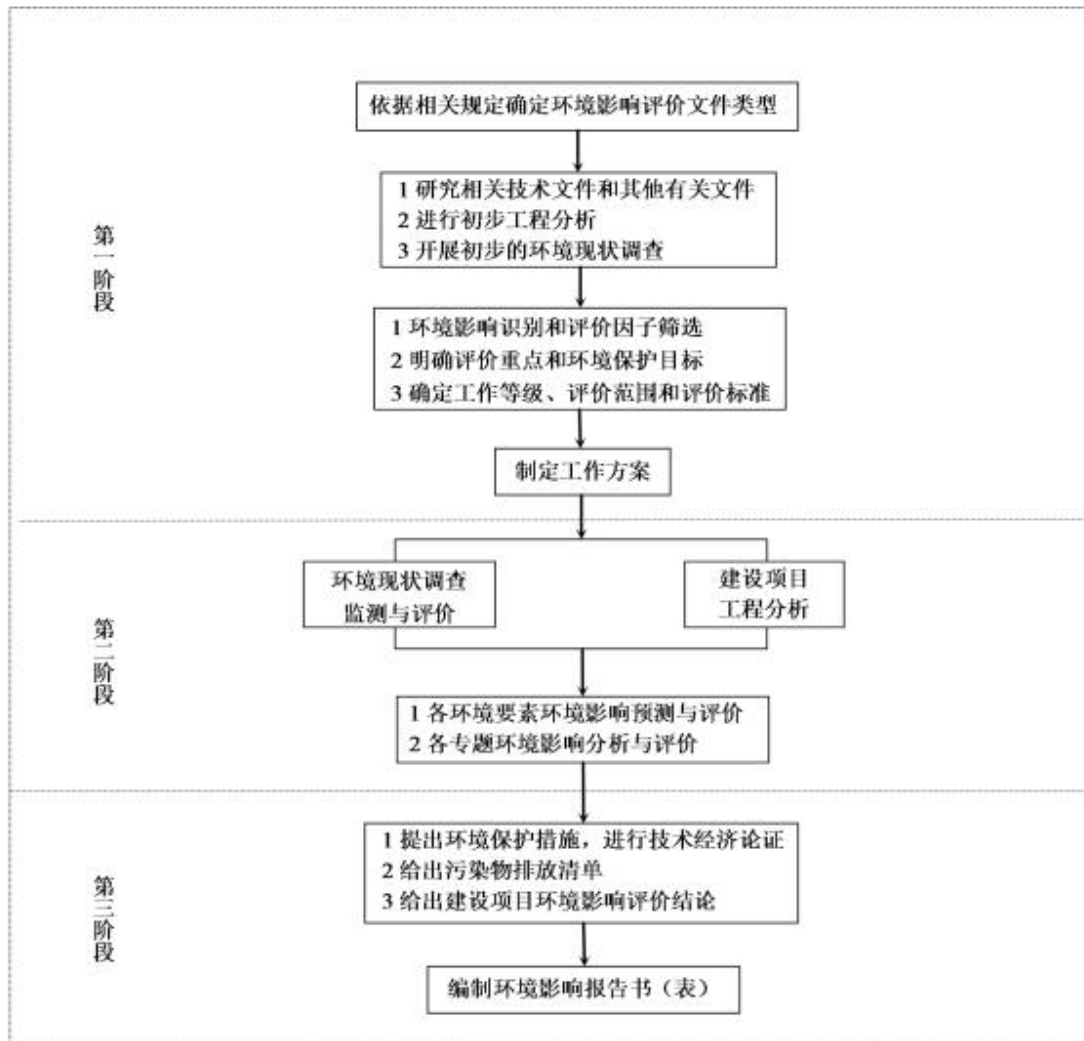 依据相关规定确定环境影响评价文件类型
1 研究相关技术文件和其他有关文件
2 进行初步工程分析
3 开展初步的环境现状调查
第一阶段
1 环境影响识别和评价因子筛选
2 明确评价重点和环境保护目标
3 确定工作等级、评价范围和评价标准
制定工作方案
第二阶段
环境现状调查
监测与评价
建设项目
工程分析
1 各环境要素环境影响预测与评价
2 各专题环境影响分析与评价
第三阶段
1 提出环境保护措施，进行技术经济论证
2 给出污染物排放清单
3 给出建设项目环境影响评价结论
编制环境影响报告书（表）